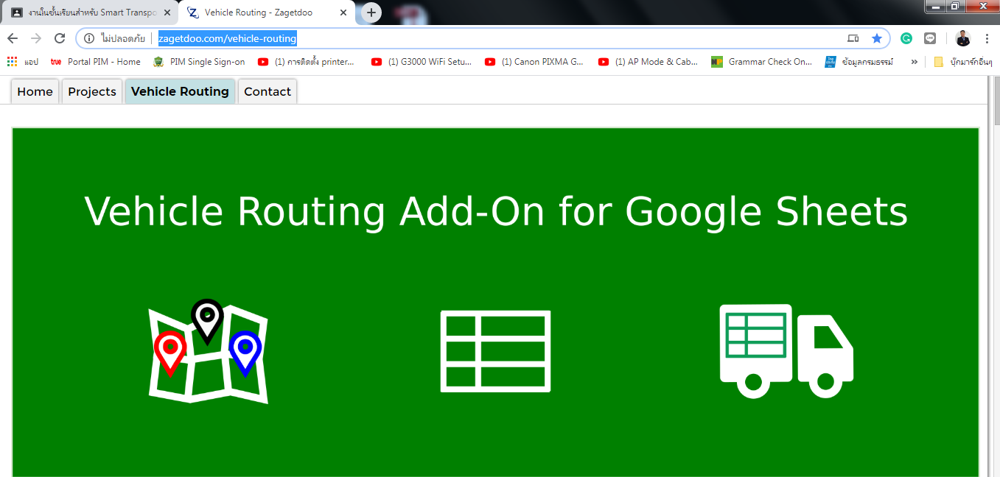 งานในชั้นเรียนสำหรับ Smart Transpo
Vehicle Routing - Zagetdoo
ไม่ปลอดภัย
zagetdoo.com/vehicle-routing
แอป
true
Portal PIM - Home
PIM Single Sign-on
(1) การติดตั้ง printer...
(1) G3000 WiFi Setu...
(1) Canon PIXMA G...
(1) AP Mode & Cab...
Grammar Check On...
ข้อมูลกรมธรรม์
»
บุ๊กมาร์กอื่นๆ
Home
Projects
Vehicle Routing
Contact
Vehicle Routing Add-On for Google Sheets